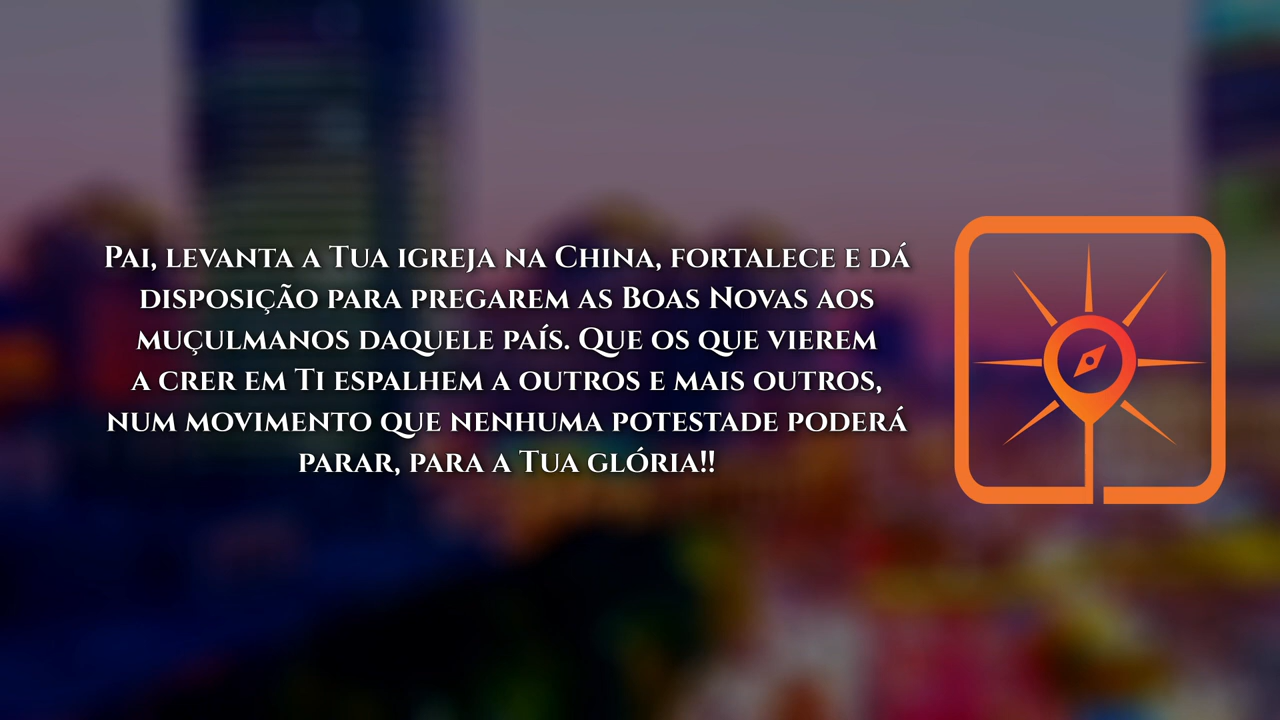 Pai, levanta a Tua igreja na China, fortalece e dá
disposição para pregarem as Boas Novas aos
muçulmanos daquele país. Que os que vierem
a crer em Ti espalhem a outros e mais outros,
num movimento que nenhuma potestade poderá
parar, para a Tua glória!!